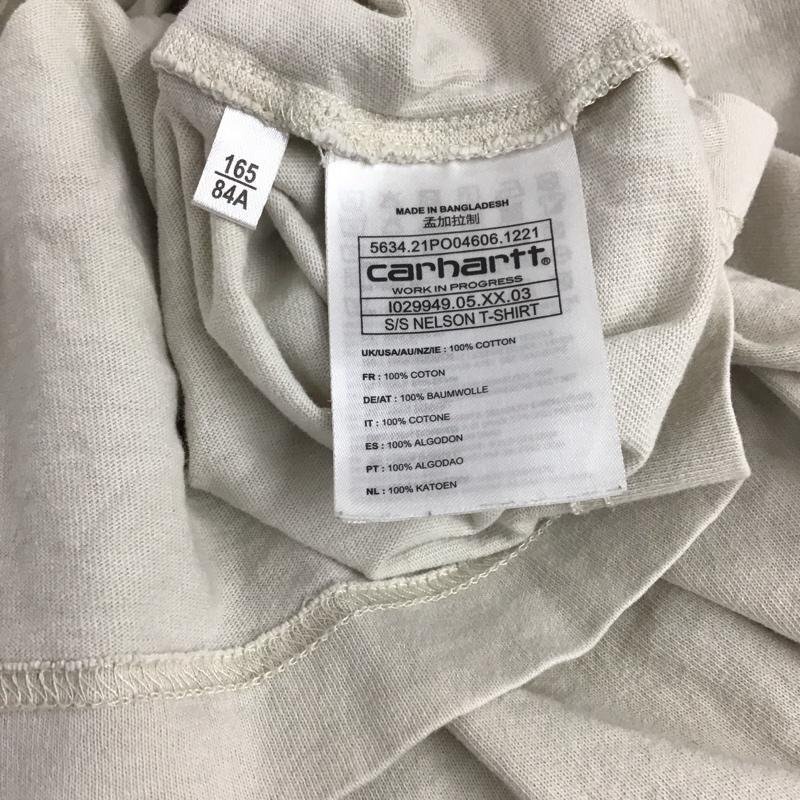 165
84A
MADE IN BANGLADESH
孟加拉制
5634.21PO04606.1221
carhartt®
WORK IN PROGRESS
I029949.05.XX.03
S/S NELSON T-SHIRT
UK/USA/AU/NZ/IE : 100% COTTON
FR : 100% COTON
DE/AT : 100% BAUMWOLLE
IT : 100% COTONE
ES : 100% ALGODON
PT : 100% ALGODAO
NL : 100% KATOEN